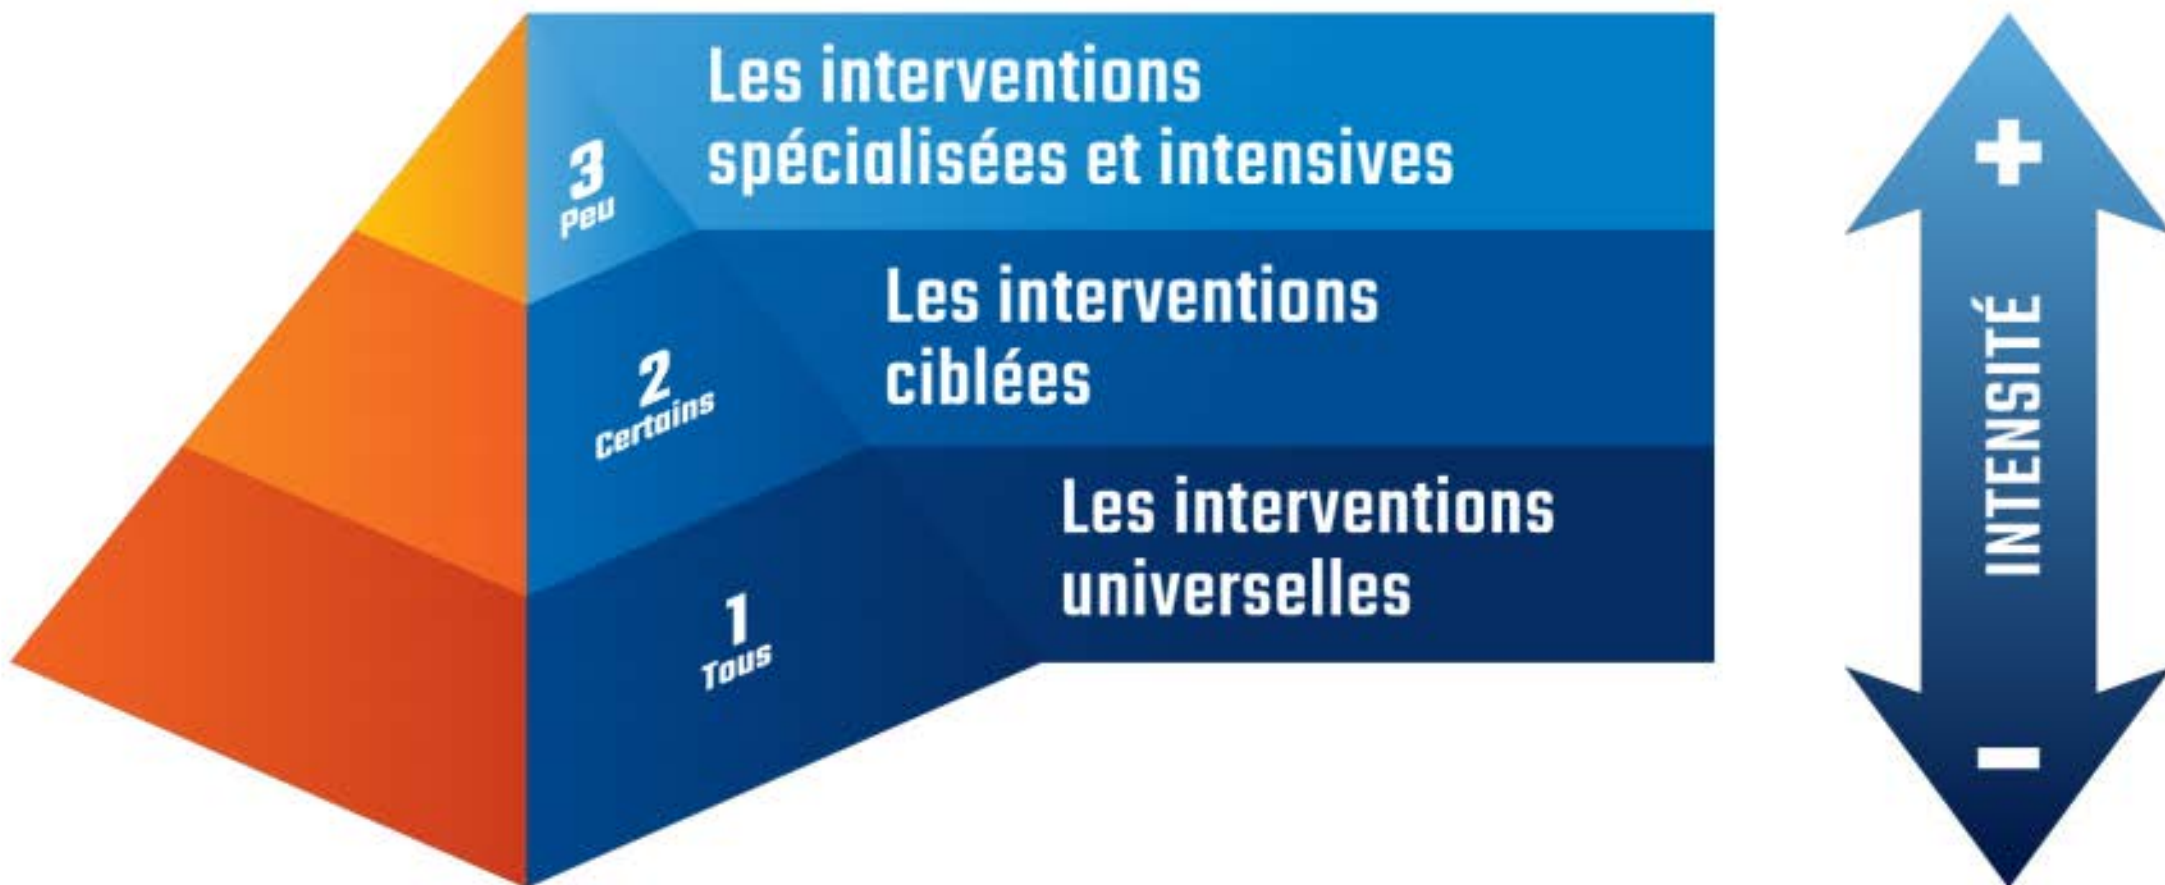 Les interventions
spécialisées et intensives
3
Peu
Les interventions
ciblées
2
Certains
Les interventions
universelles
1
Tous
+
INTENSITÉ
-